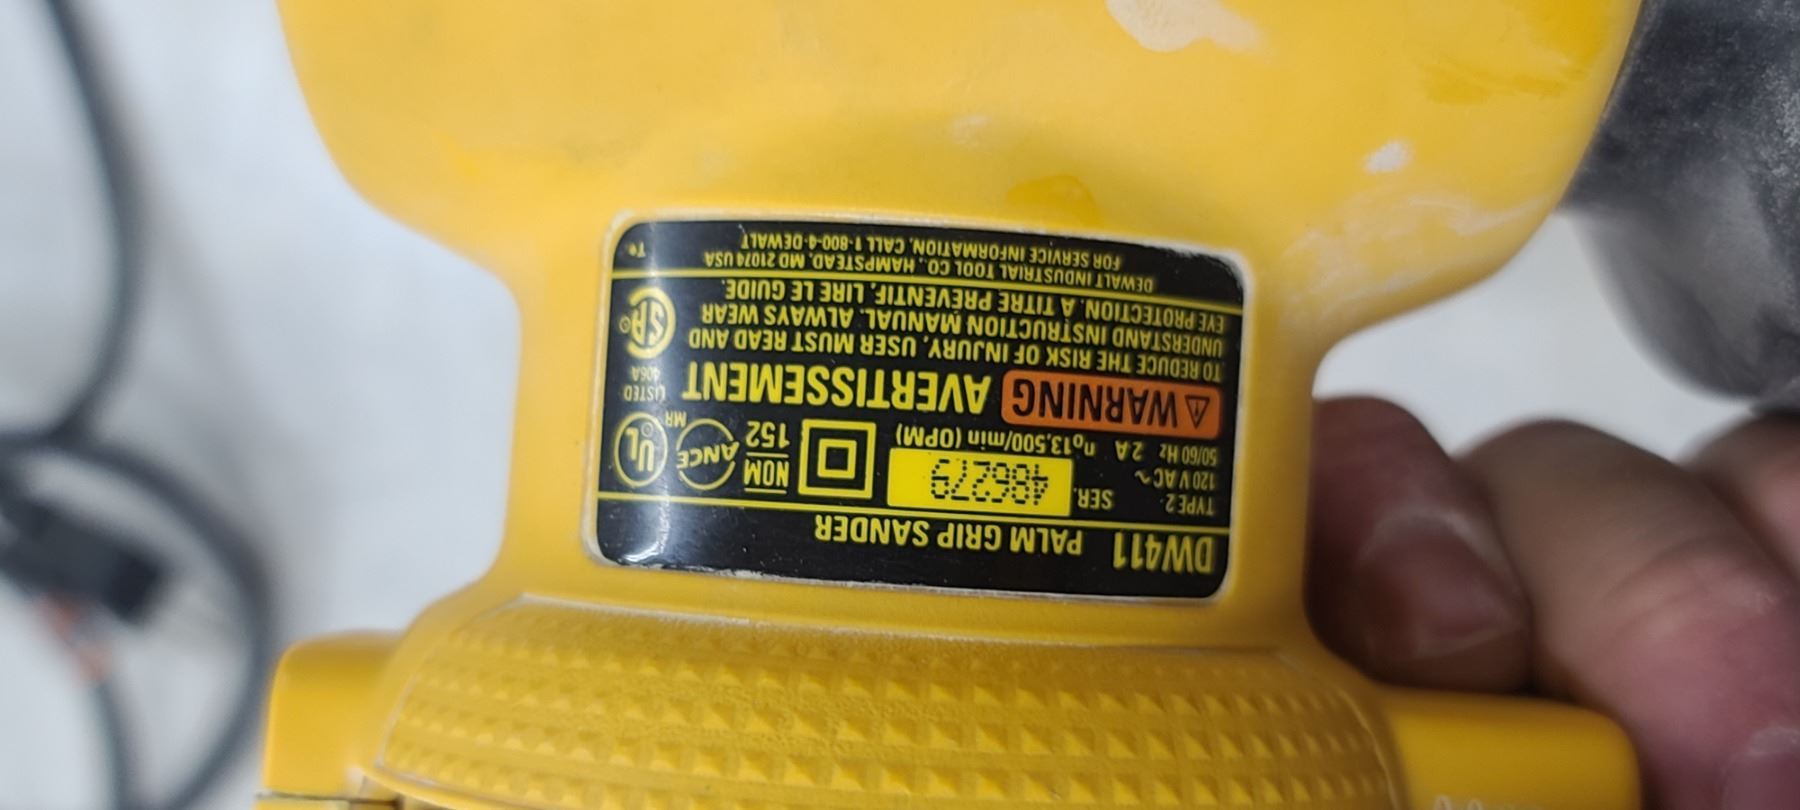 DW411 PALM GRIP SANDER
TYPE 2
120 V AC ~
50/60 Hz 2 A n₀13,500/min (OPM)
SER. 486279
NOM
152
ANCE
MR
UL
LISTED
406A
⚠ WARNING AVERTISSEMENT
TO REDUCE THE RISK OF INJURY, USER MUST READ AND
UNDERSTAND INSTRUCTION MANUAL. ALWAYS WEAR
EYE PROTECTION. A TITRE PRÉVENTIF, LIRE LE GUIDE.
SA
DEWALT INDUSTRIAL TOOL CO., HAMPSTEAD, MD 21074 USA
FOR SERVICE INFORMATION, CALL 1-800-4-DEWALT